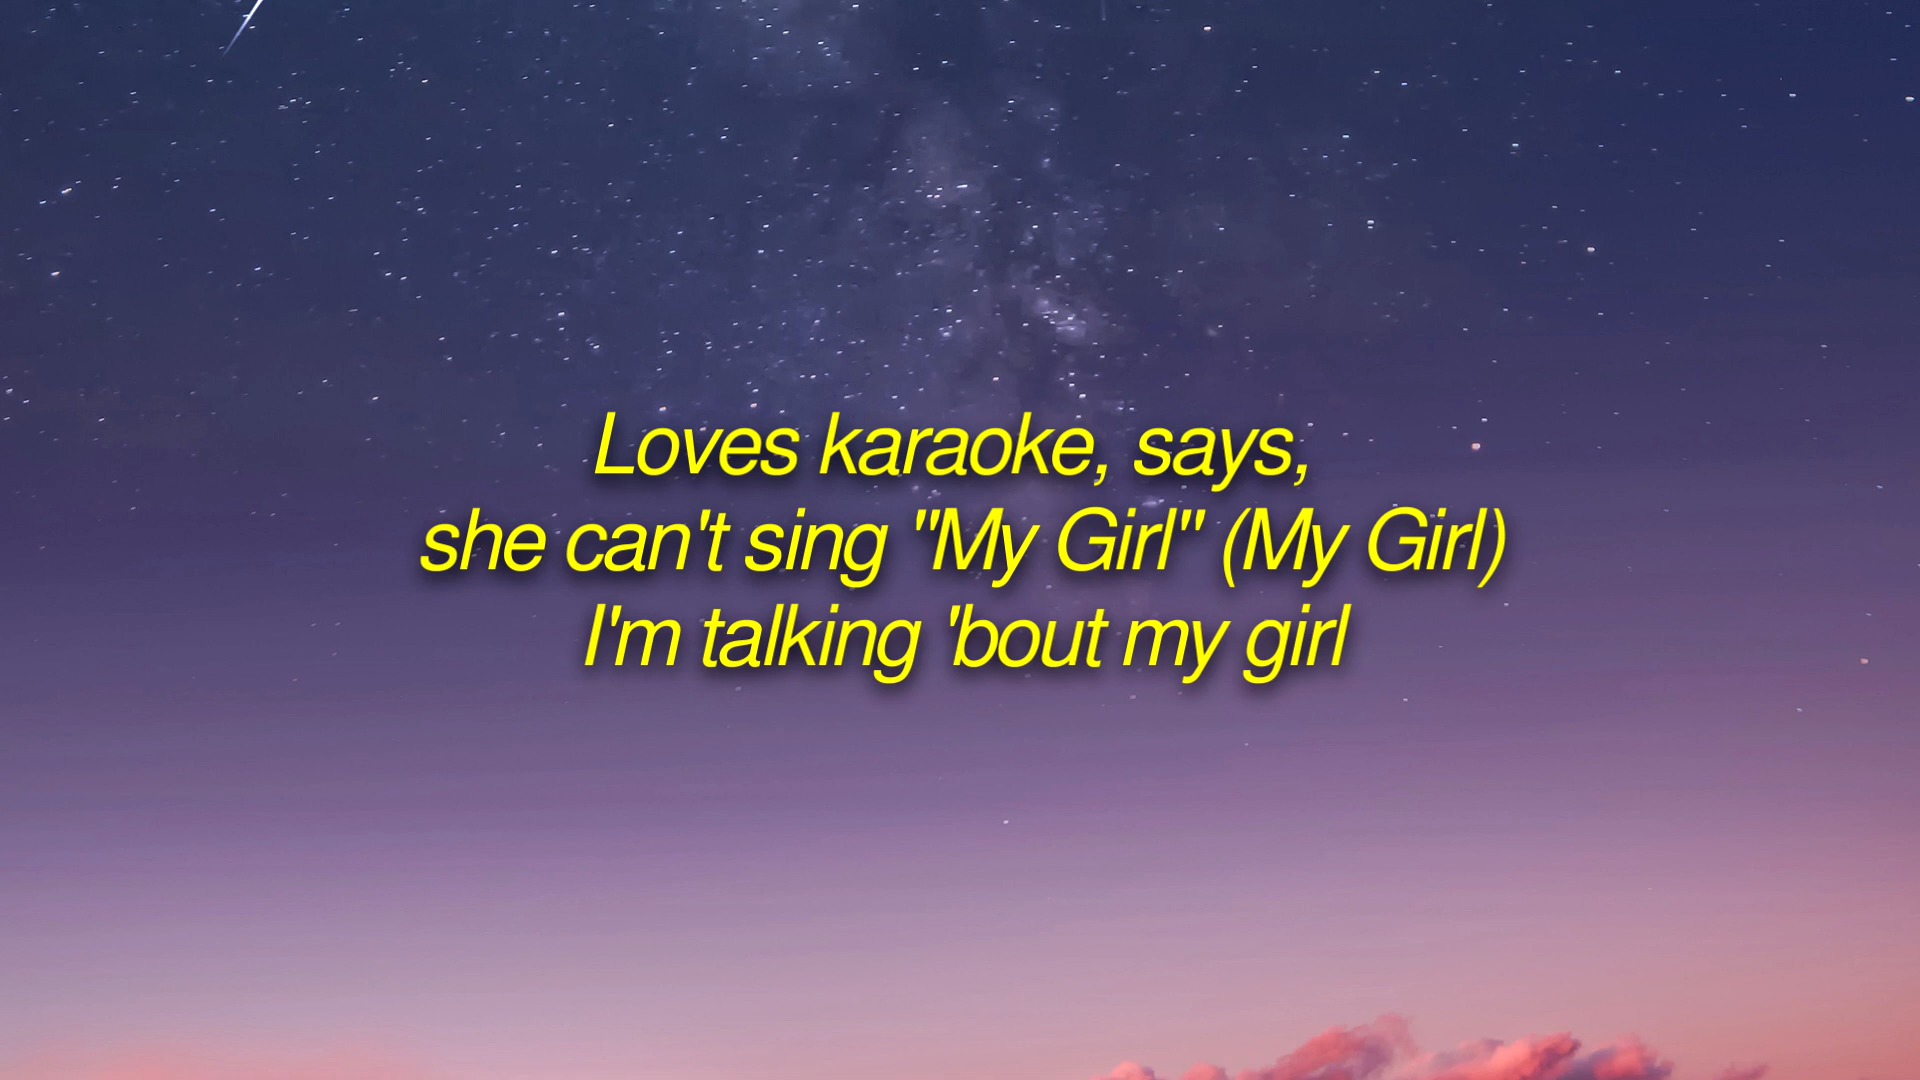 Loves karaoke, says,
she can't sing "My Girl" (My Girl)
I'm talking 'bout my girl